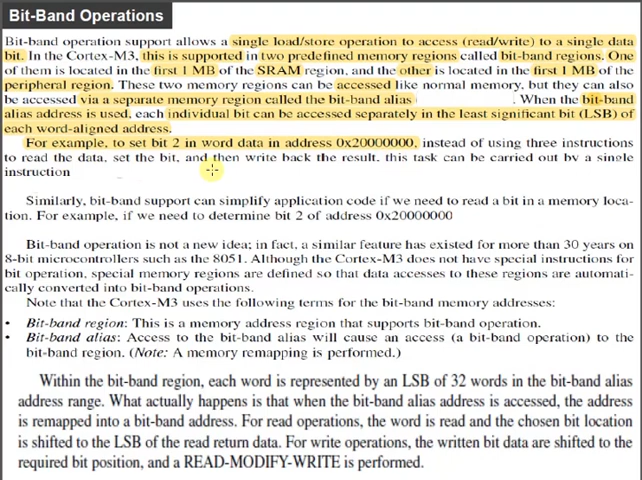 Bit-Band Operations
Bit-band operation support allows a single load/store operation to access (read/write) to a single data
bit. In the Cortex-M3, this is supported in two predefined memory regions called bit-band regions. One
of them is located in the first 1 MB of the SRAM region, and the other is located in the first 1 MB of the
peripheral region. These two memory regions can be accessed like normal memory, but they can also
be accessed via a separate memory region called the bit-band alias . When the bit-band
alias address is used, each individual bit can be accessed separately in the least significant bit (LSB) of
each word-aligned address.
For example, to set bit 2 in word data in address 0x20000000, instead of using three instructions
to read the data, set the bit, and then write back the result, this task can be carried out by a single
instruction
Similarly, bit-band support can simplify application code if we need to read a bit in a memory loca-
tion. For example, if we need to determine bit 2 of address 0x20000000
Bit-band operation is not a new idea; in fact, a similar feature has existed for more than 30 years on
8-bit microcontrollers such as the 8051. Although the Cortex-M3 does not have special instructions for
bit operation, special memory regions are defined so that data accesses to these regions are automati-
cally converted into bit-band operations.
Note that the Cortex-M3 uses the following terms for the bit-band memory addresses:
• Bit-band region: This is a memory address region that supports bit-band operation.
• Bit-band alias: Access to the bit-band alias will cause an access (a bit-band operation) to the
bit-band region. (Note: A memory remapping is performed.)
Within the bit-band region, each word is represented by an LSB of 32 words in the bit-band alias
address range. What actually happens is that when the bit-band alias address is accessed, the address
is remapped into a bit-band address. For read operations, the word is read and the chosen bit location
is shifted to the LSB of the read return data. For write operations, the written bit data are shifted to the
required bit position, and a READ-MODIFY-WRITE is performed.